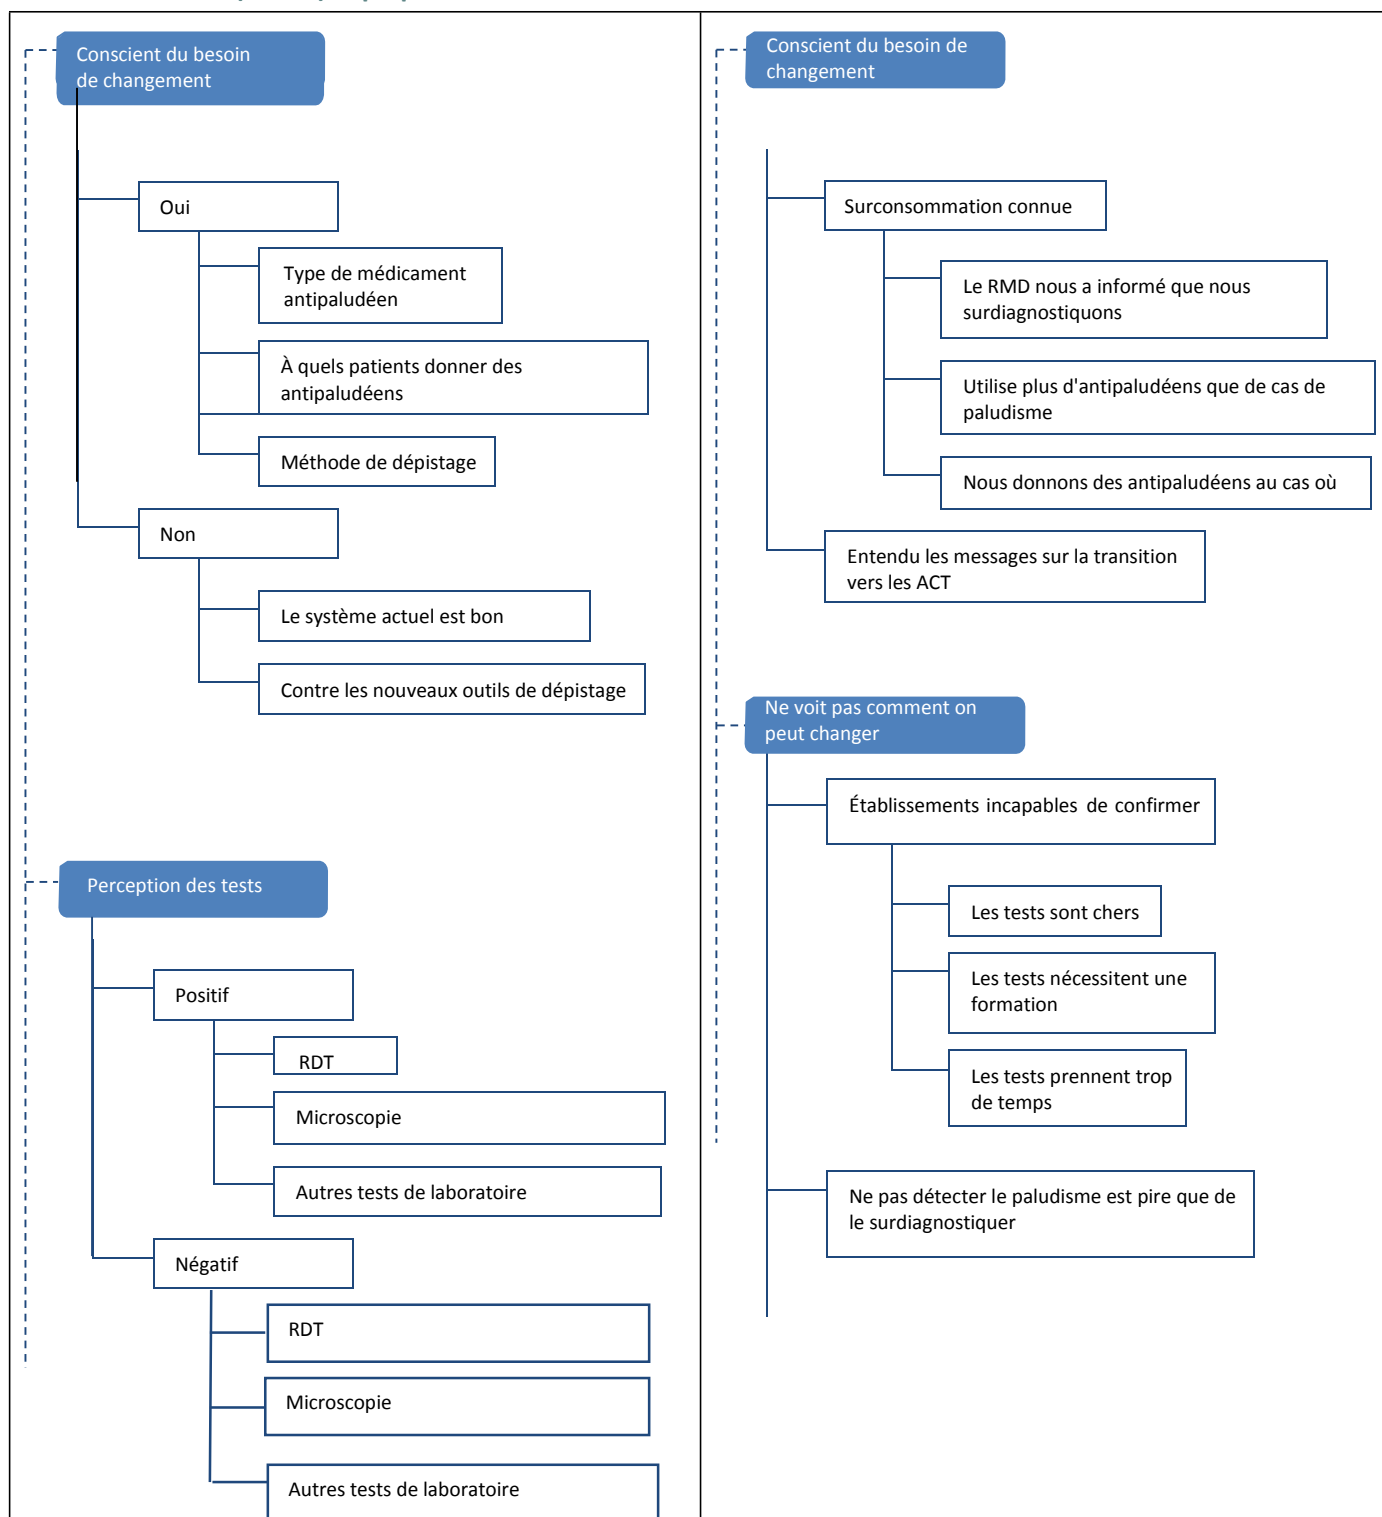 Conscient du besoin
de changement
Oui
Type de médicament
antipaludéen
À quels patients donner des
antipaludéens
Méthode de dépistage
Non
Le système actuel est bon
Contre les nouveaux outils de dépistage
Perception des tests
Positif
RDT
Microscopie
Autres tests de laboratoire
Négatif
RDT
Microscopie
Autres tests de laboratoire
Conscient du besoin de
changement
Surconsommation connue
Le RMD nous a informé que nous
surdiagnostiquons
Utilise plus d'antipaludéens que de cas de
paludisme
Nous donnons des antipaludéens au cas où
Entendu les messages sur la transition
vers les ACT
Ne voit pas comment on
peut changer
Établissements incapables de confirmer
Les tests sont chers
Les tests nécessitent une
formation
Les tests prennent trop
de temps
Ne pas détecter le paludisme est pire que de
le surdiagnostiquer